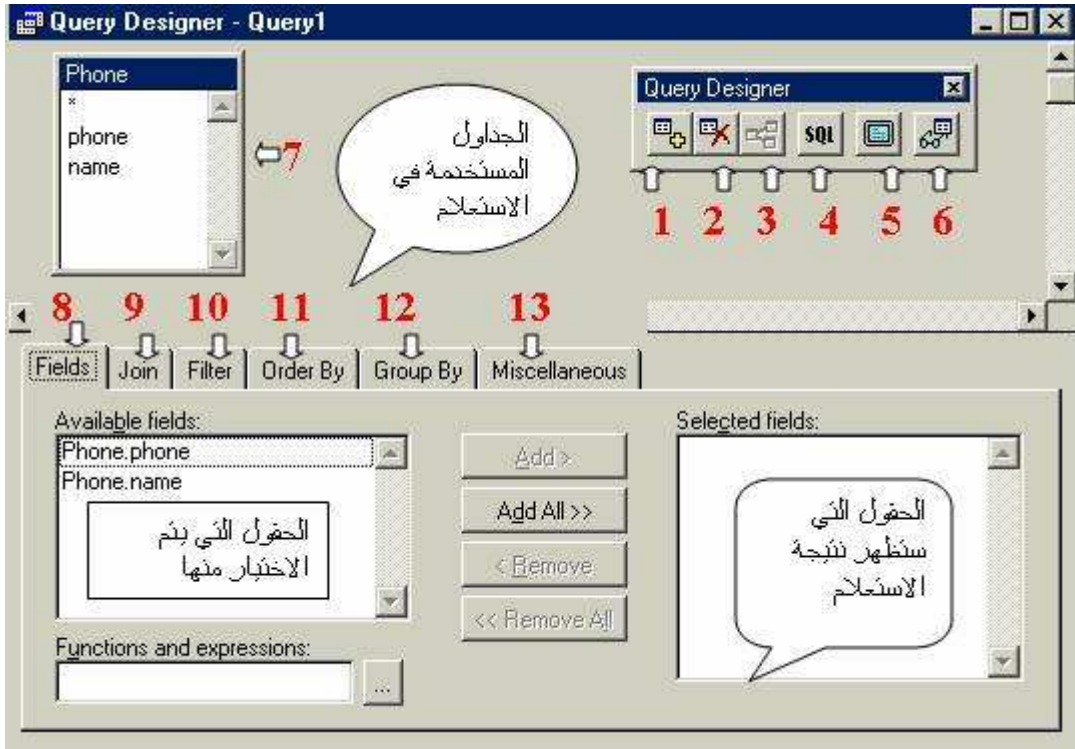 Query Designer - Query1
Phone
*
phone
name
7
الجداول
المستخدمة في
الاستعلام
Query Designer
SQL
1 2 3 4 5 6
8 9 10 11 12 13
Fields Join Filter Order By Group By Miscellaneous
Available fields:
Phone.phone
Phone.name
الحقول التي يتم
الاختيار منها
Functions and expressions:
...
Add >
Add All >>
< Remove
<< Remove All
Selected fields:
الحقول التي
ستظهر نتيجة
الاستعلام